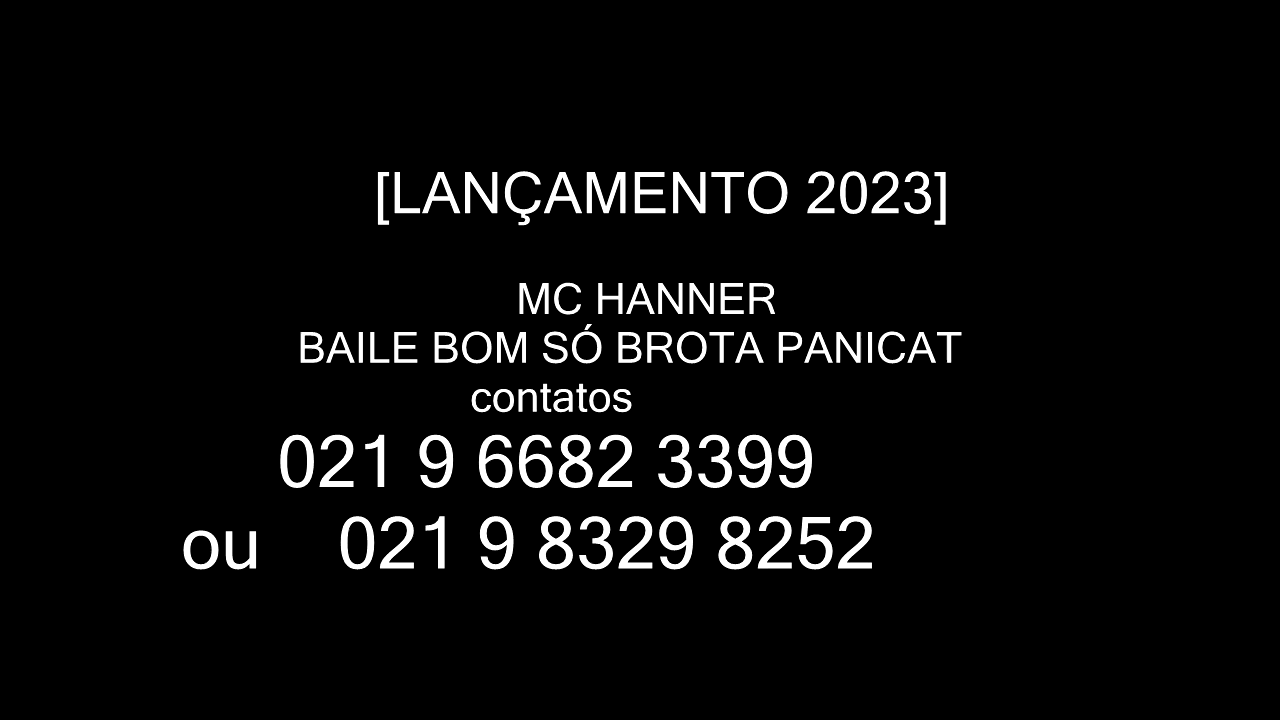 [LANÇAMENTO 2023]
MC HANNER
BAILE BOM SÓ BROTA PANICAT
contatos
021 9 6682 3399
ou 021 9 8329 8252